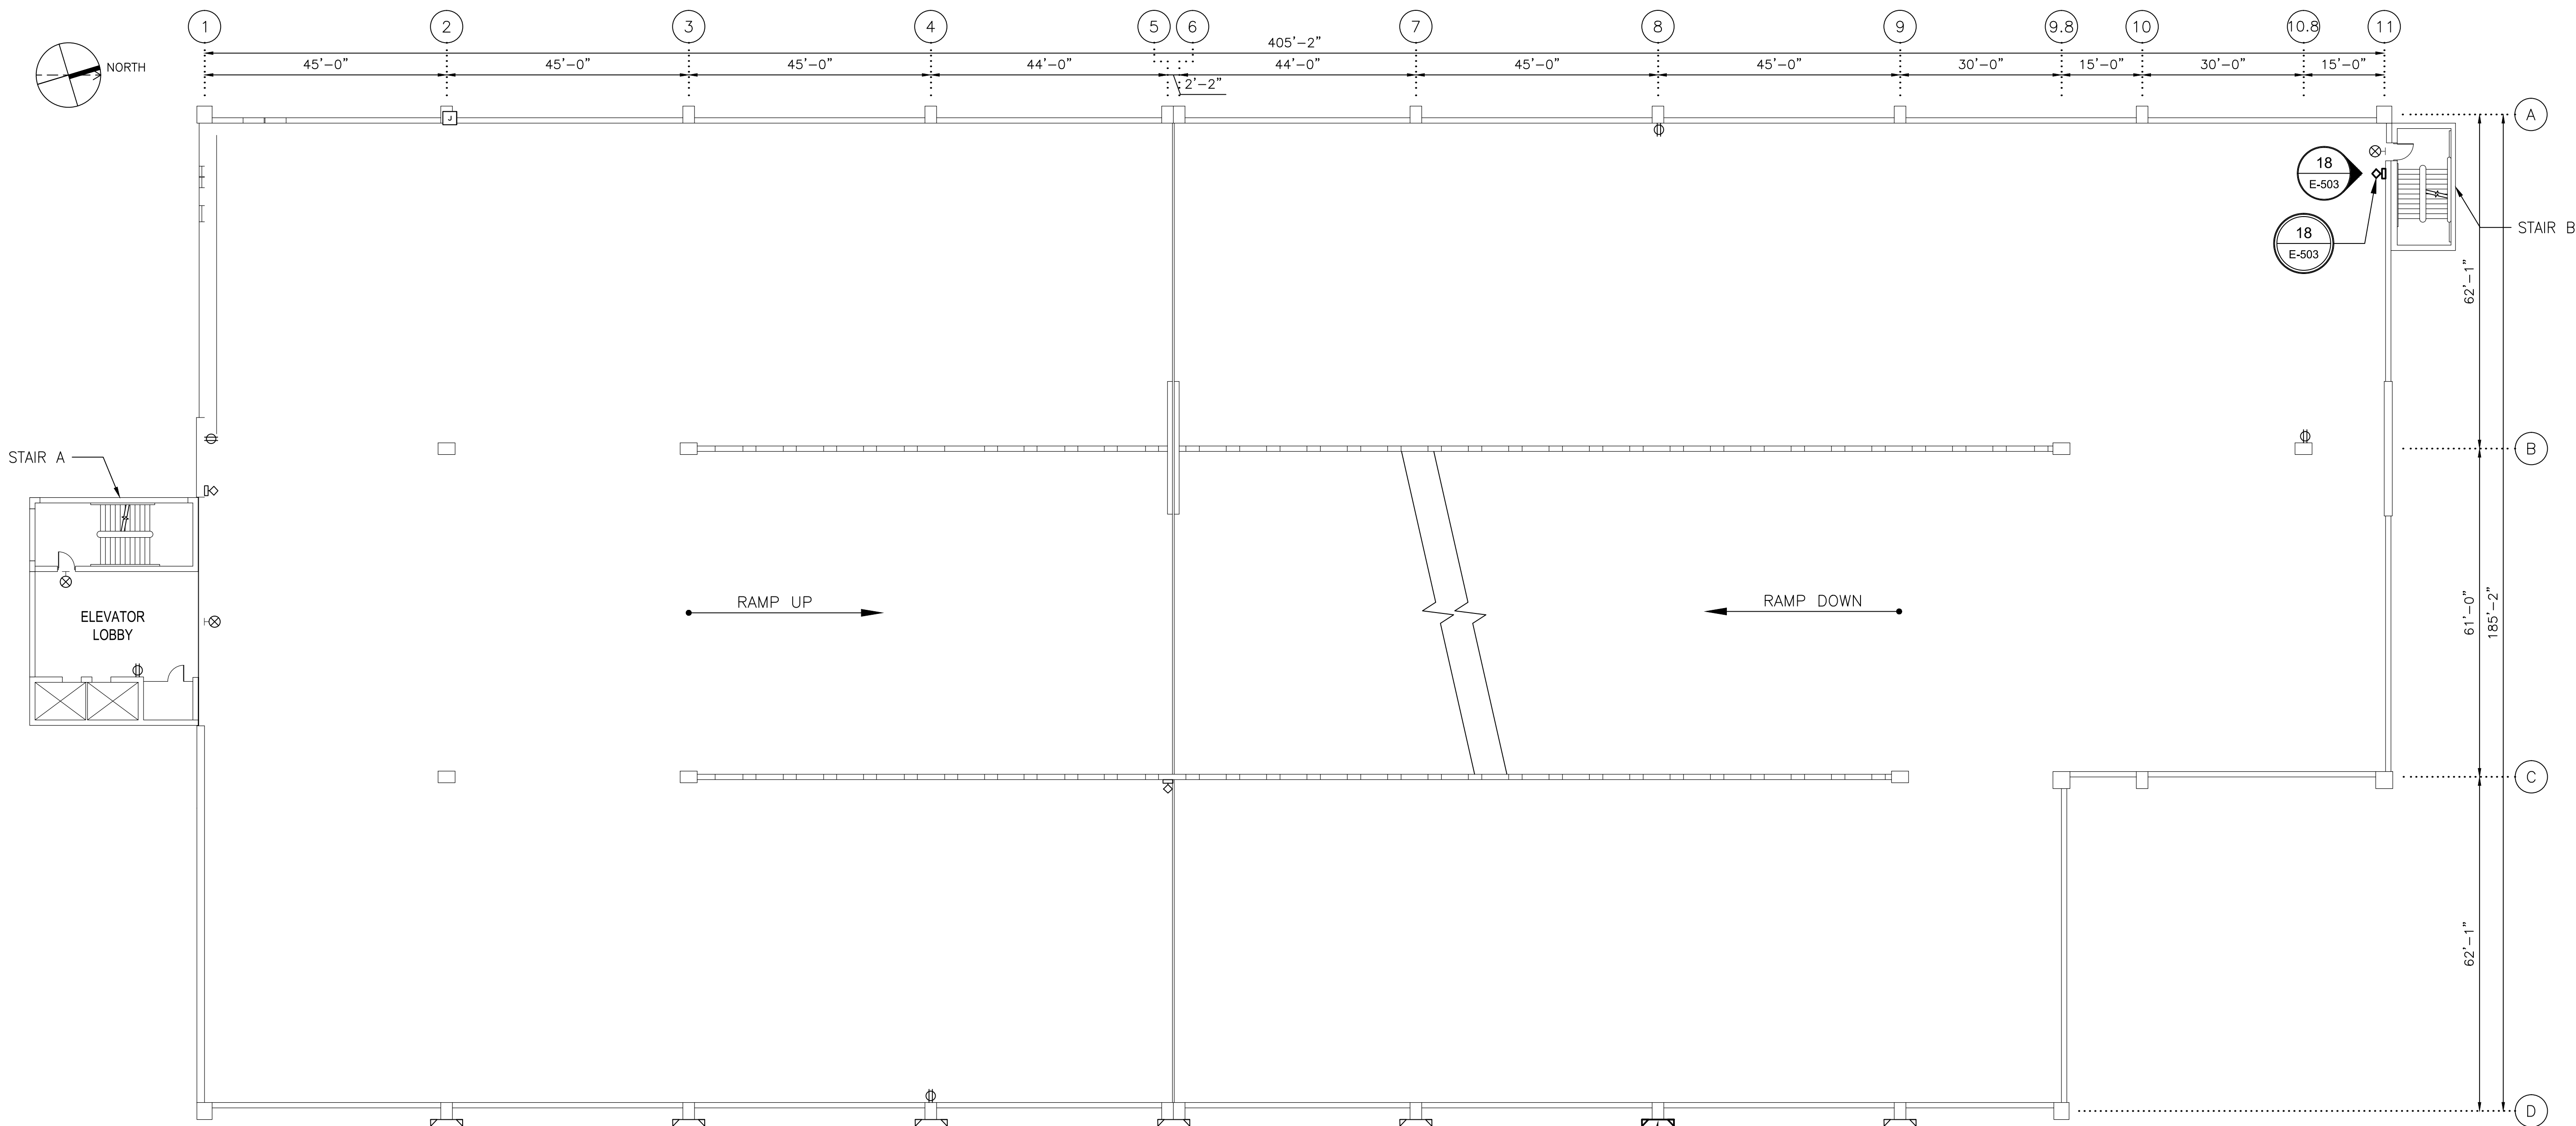 1 2 3 4 5 6 7 8 9 9.8 10 10.8 11
405'-2"
NORTH
45'-0" 45'-0" 45'-0" 44'-0" 44'-0" 45'-0" 45'-0" 30'-0" 15'-0" 30'-0" 15'-0"
2'-2"
A
J
18
E-503
18
E-503
STAIR B
62'-1"
B
STAIR A
RAMP UP
RAMP DOWN
61'-0"
185'-2"
ELEVATOR
LOBBY
C
62'-1"
D